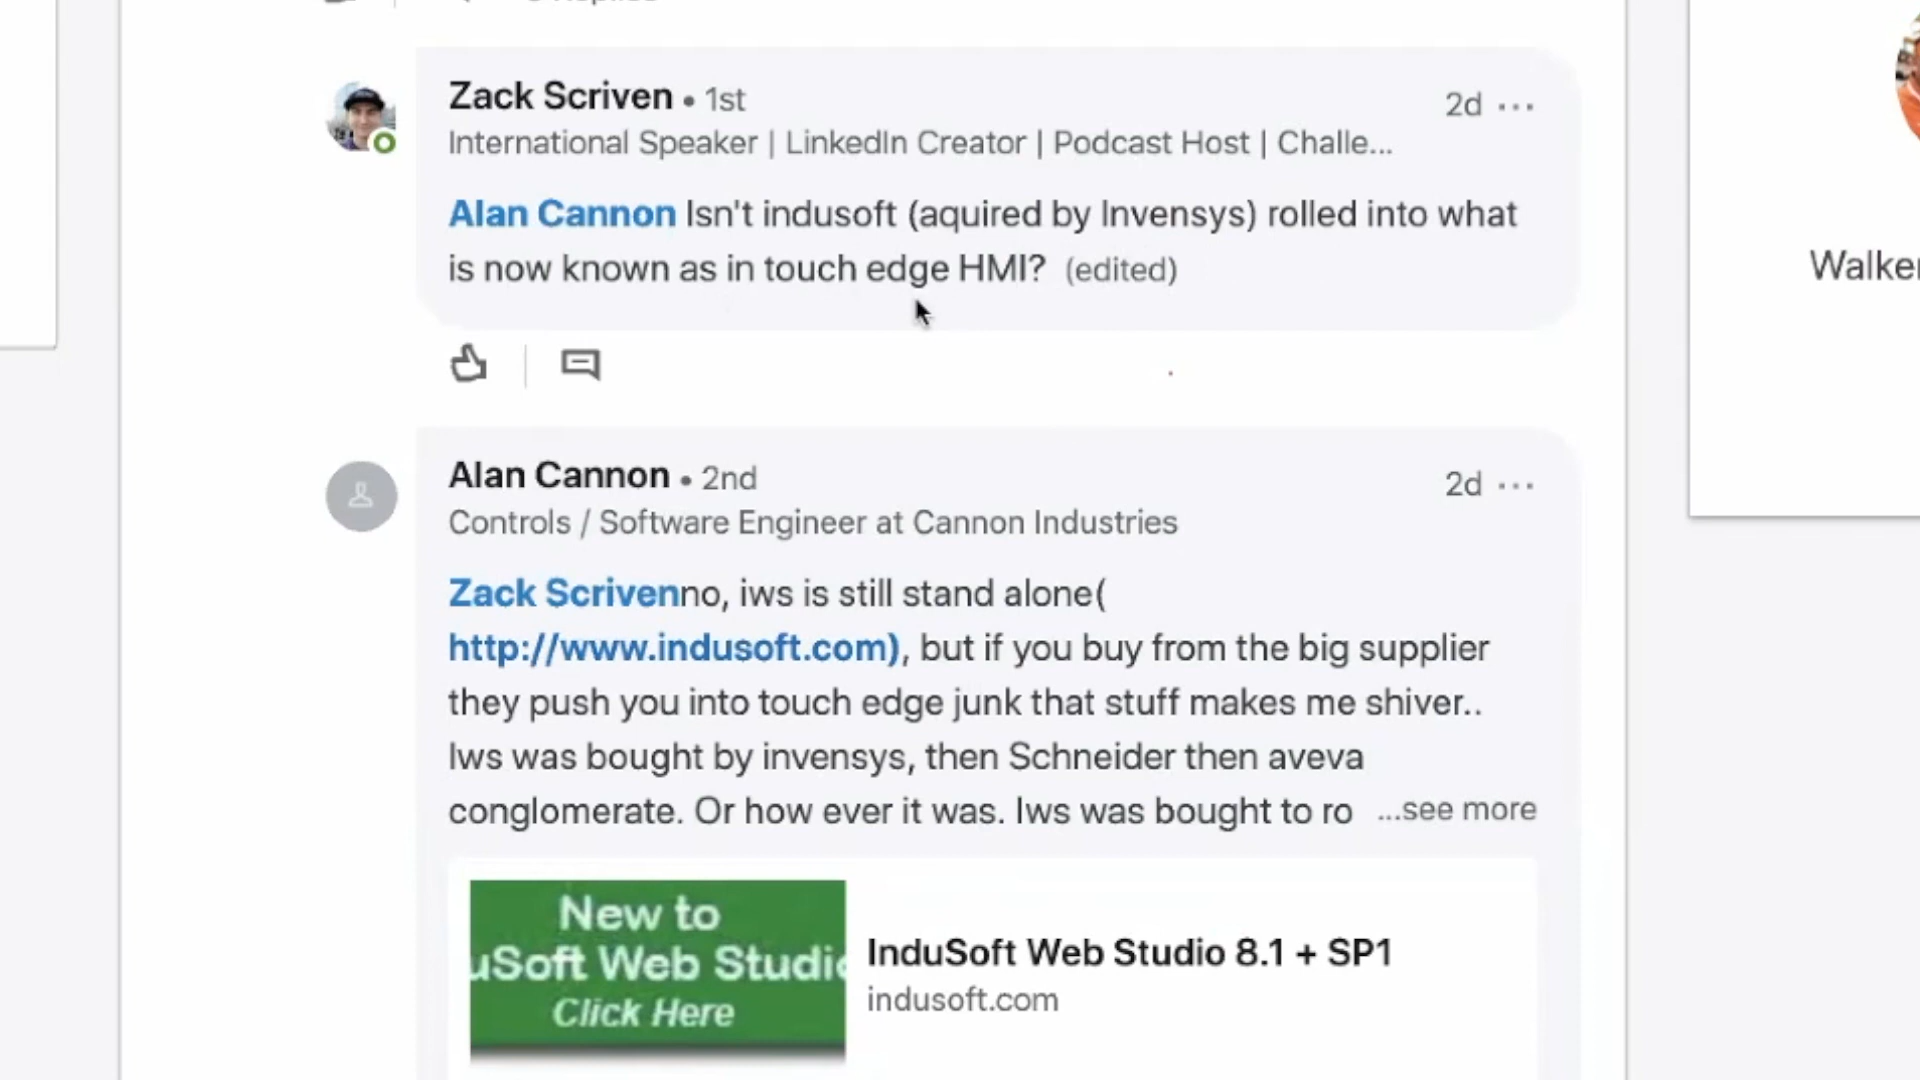 Zack Scriven • 1st
2d ...
International Speaker | LinkedIn Creator | Podcast Host | Challe...
Alan Cannon Isn't indusoft (aquired by Invensys) rolled into what
is now known as in touch edge HMI? (edited)
Alan Cannon • 2nd
2d ...
Controls / Software Engineer at Cannon Industries
Zack Scrivenno, iws is still stand alone(
http://www.indusoft.com), but if you buy from the big supplier
they push you into touch edge junk that stuff makes me shiver..
Iws was bought by invensys, then Schneider then aveva
conglomerate. Or how ever it was. Iws was bought to ro ...see more
New to
uSoft Web Studio
Click Here
InduSoft Web Studio 8.1 + SP1
indusoft.com
Walker